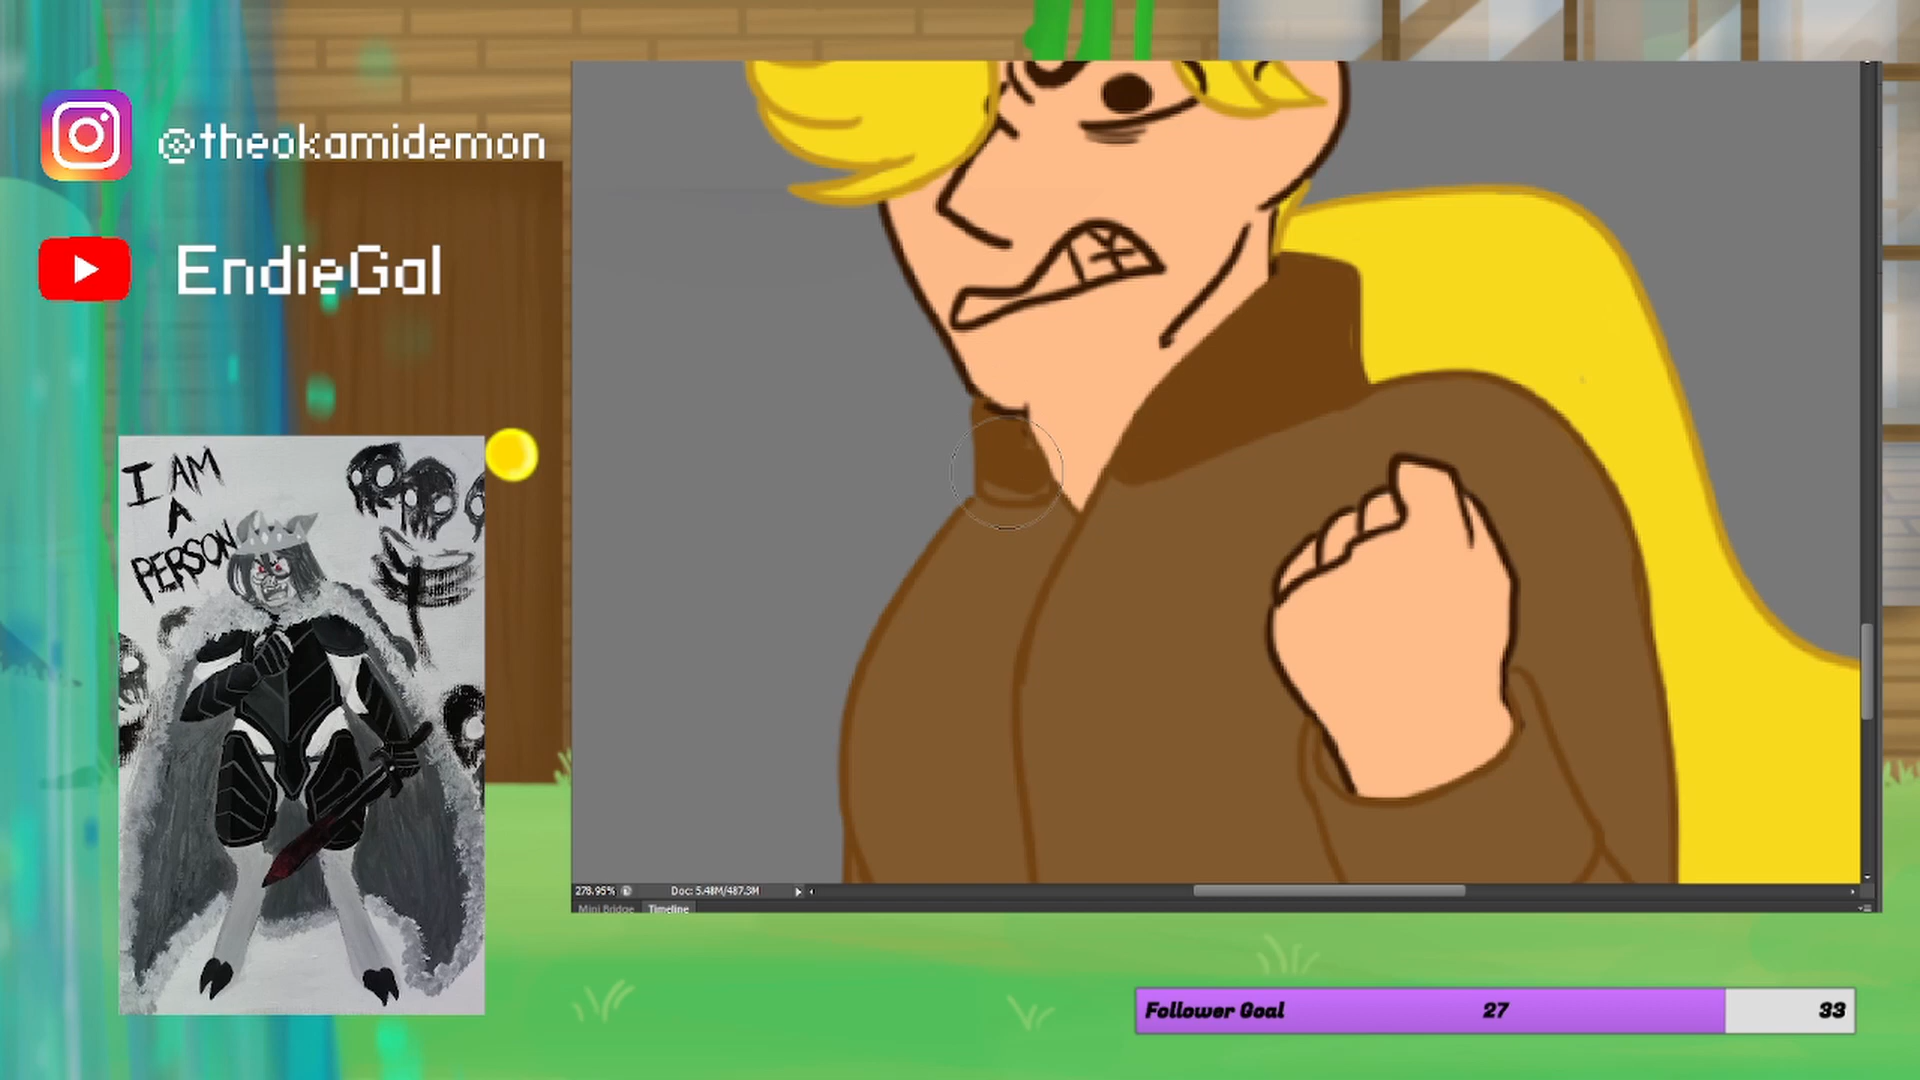 @theokamidemon
EndieGal
I AM
A
PERSON
278.95%
Doc: 5.48M/487.3M
Mini Bridge
Timeline
Follower Goal
27
33